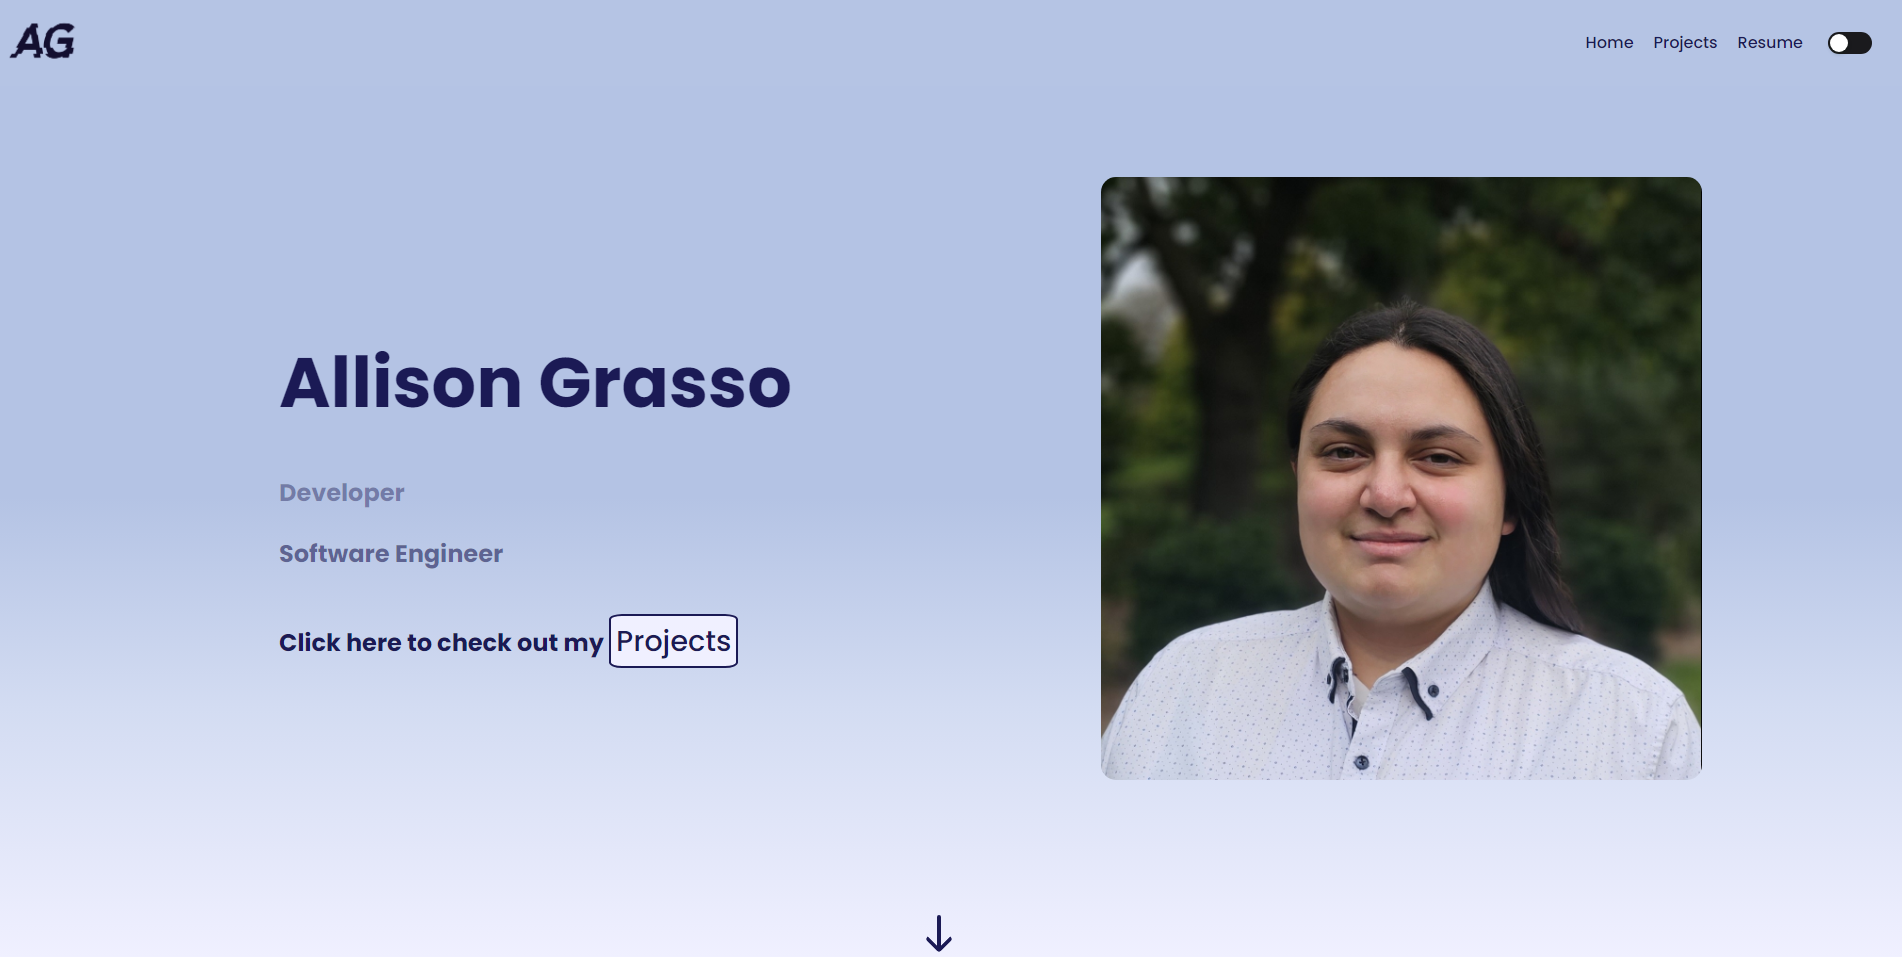 AG
Home Projects Resume
Allison Grasso
Developer
Software Engineer
Click here to check out my Projects